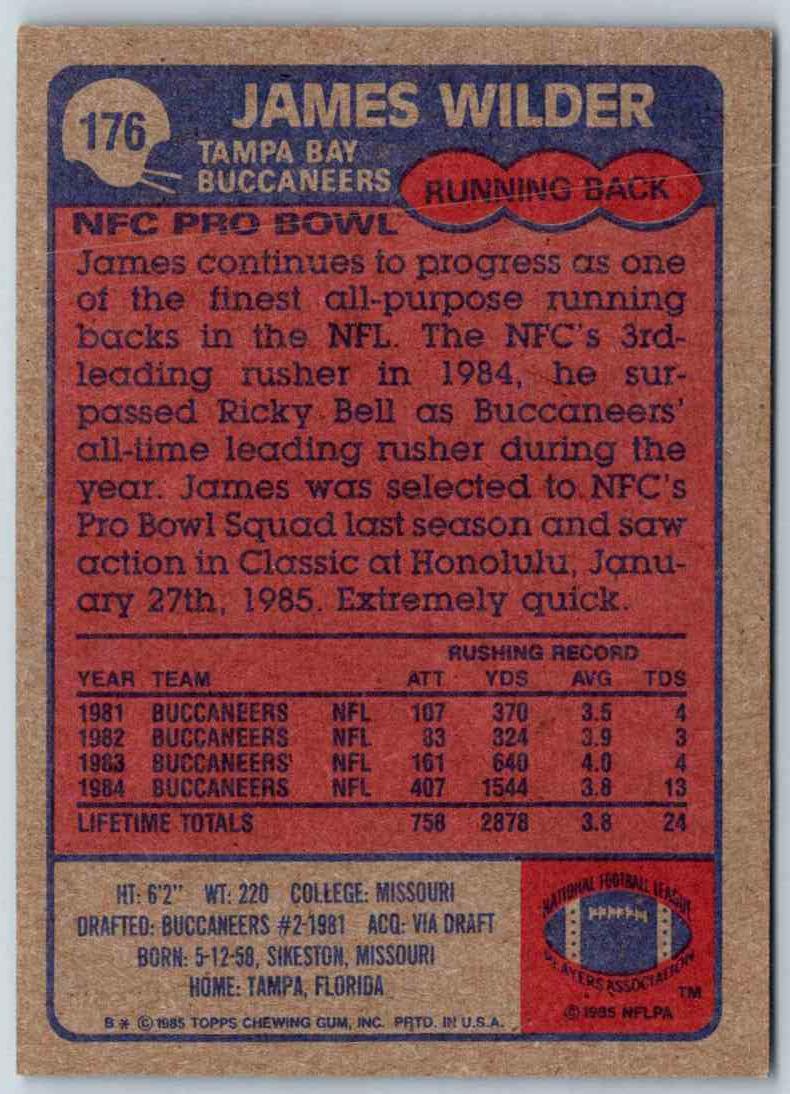 176
JAMES WILDER
TAMPA BAY
BUCCANEERS
RUNNING BACK
NFC PRO BOWL
James continues to progress as one
of the finest all-purpose running
backs in the NFL. The NFC's 3rd-
leading rusher in 1984, he sur-
passed Ricky Bell as Buccaneers'
all-time leading rusher during the
year. James was selected to NFC's
Pro Bowl Squad last season and saw
action in Classic at Honolulu, Janu-
ary 27th, 1985. Extremely quick.
RUSHING RECORD
YEAR TEAM ATT YDS AVG TDS
1981 BUCCANEERS NFL 107 370 3.5 4
1982 BUCCANEERS NFL 83 324 3.9 3
1983 BUCCANEERS NFL 161 640 4.0 4
1984 BUCCANEERS NFL 407 1544 3.8 13
LIFETIME TOTALS 758 2878 3.8 24
HT: 6'2" WT: 220 COLLEGE: MISSOURI
DRAFTED: BUCCANEERS #2-1981 ACQ: VIA DRAFT
BORN: 5-12-58, SIKESTON, MISSOURI
HOME: TAMPA, FLORIDA
B * © 1985 TOPPS CHEWING GUM, INC. PRTD. IN U.S.A.
NATIONAL FOOTBALL LEAGUE
PLAYERS ASSOCIATION
TM
© 1985 NFLPA